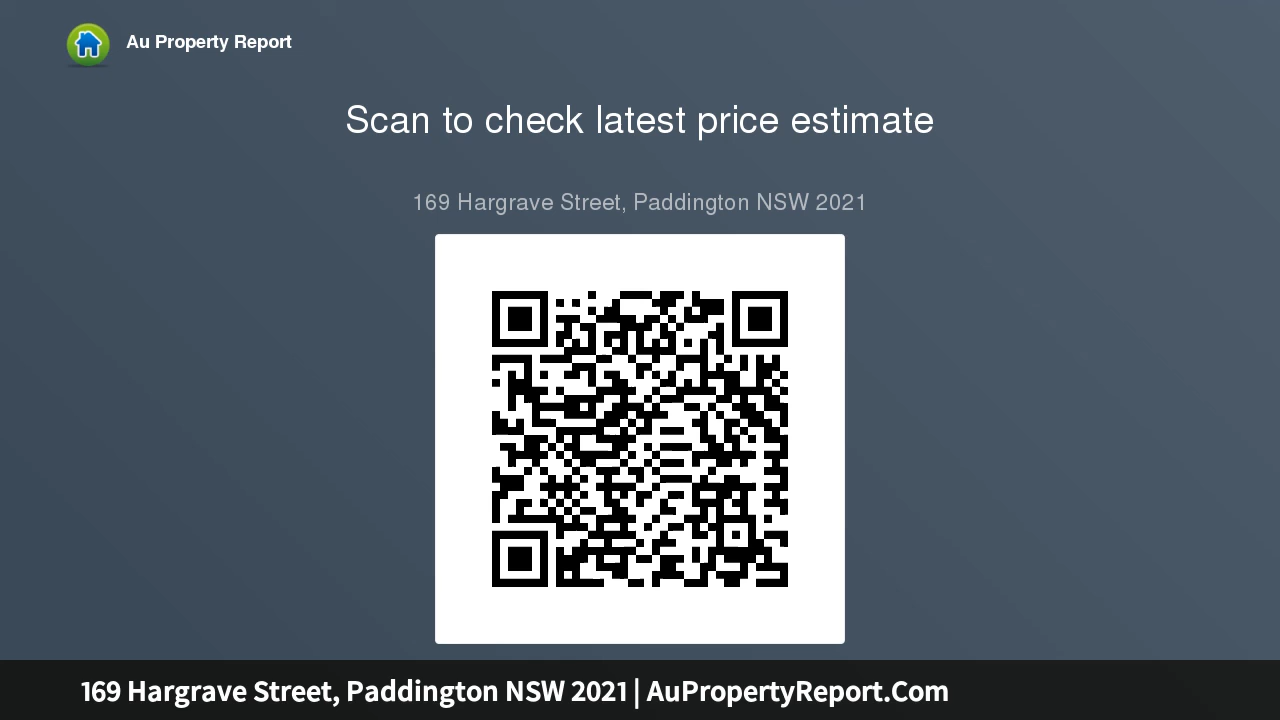 Au Property Report
Scan to check latest price estimate
169 Hargrave Street, Paddington NSW 2021
169 Hargrave Street, Paddington NSW 2021 | AuPropertyReport.Com